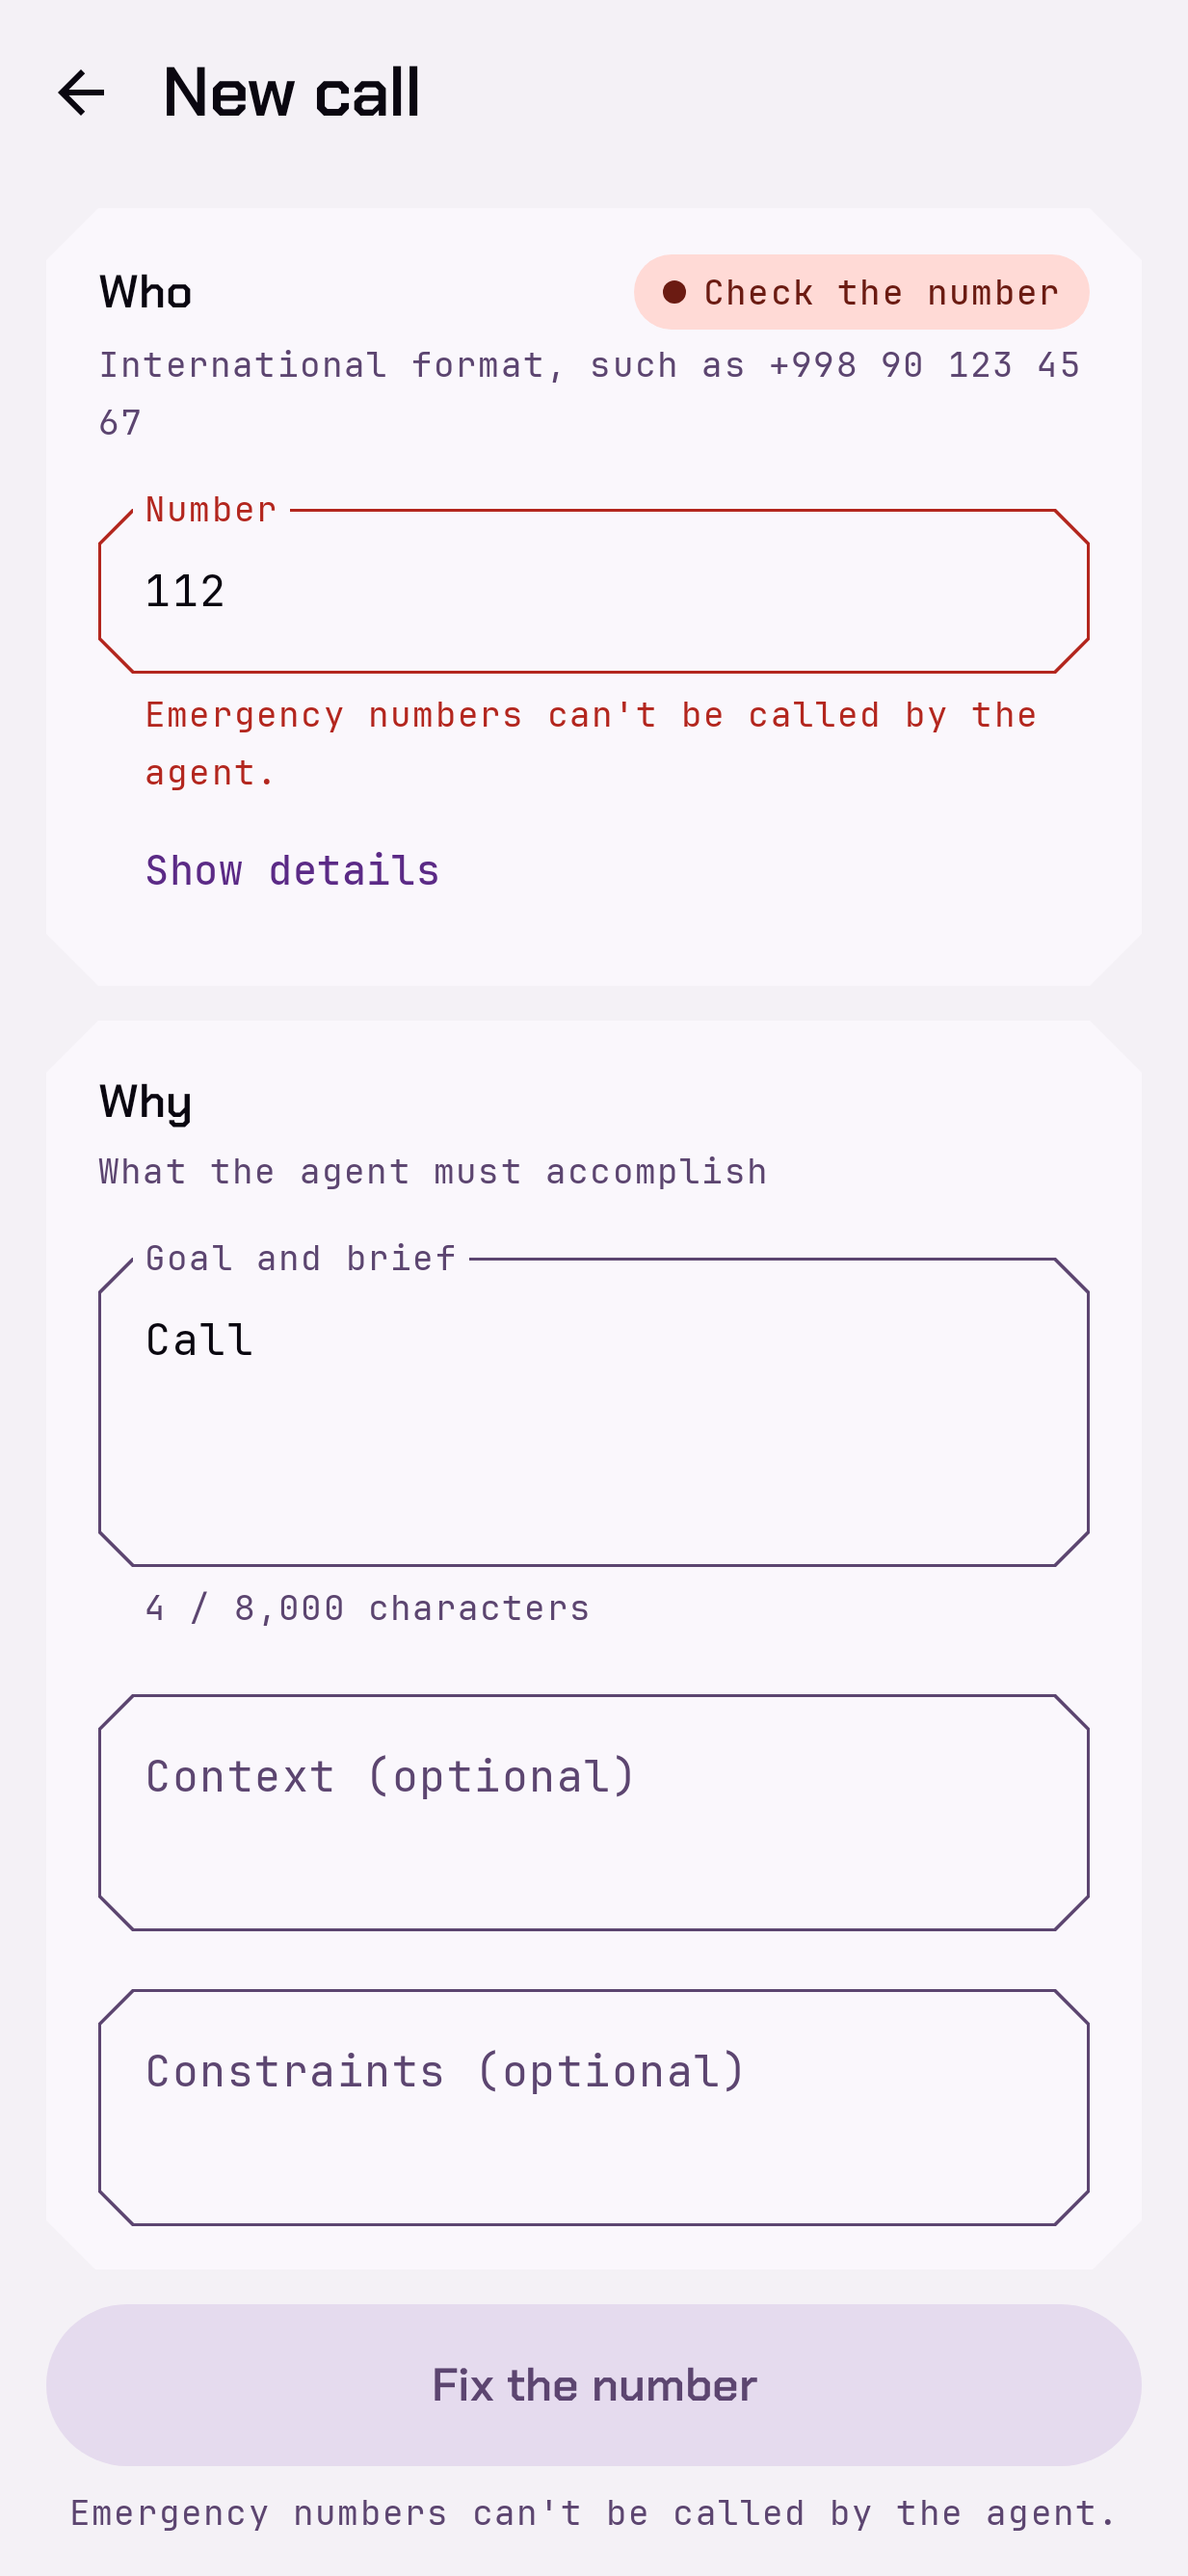 New call
Who
Check the number
International format, such as +998 90 123 45
67
Number
112
Emergency numbers can't be called by the
agent.
Show details
Why
What the agent must accomplish
Goal and brief
Call
4 / 8,000 characters
Context (optional)
Constraints (optional)
Fix the number
Emergency numbers can't be called by the agent.